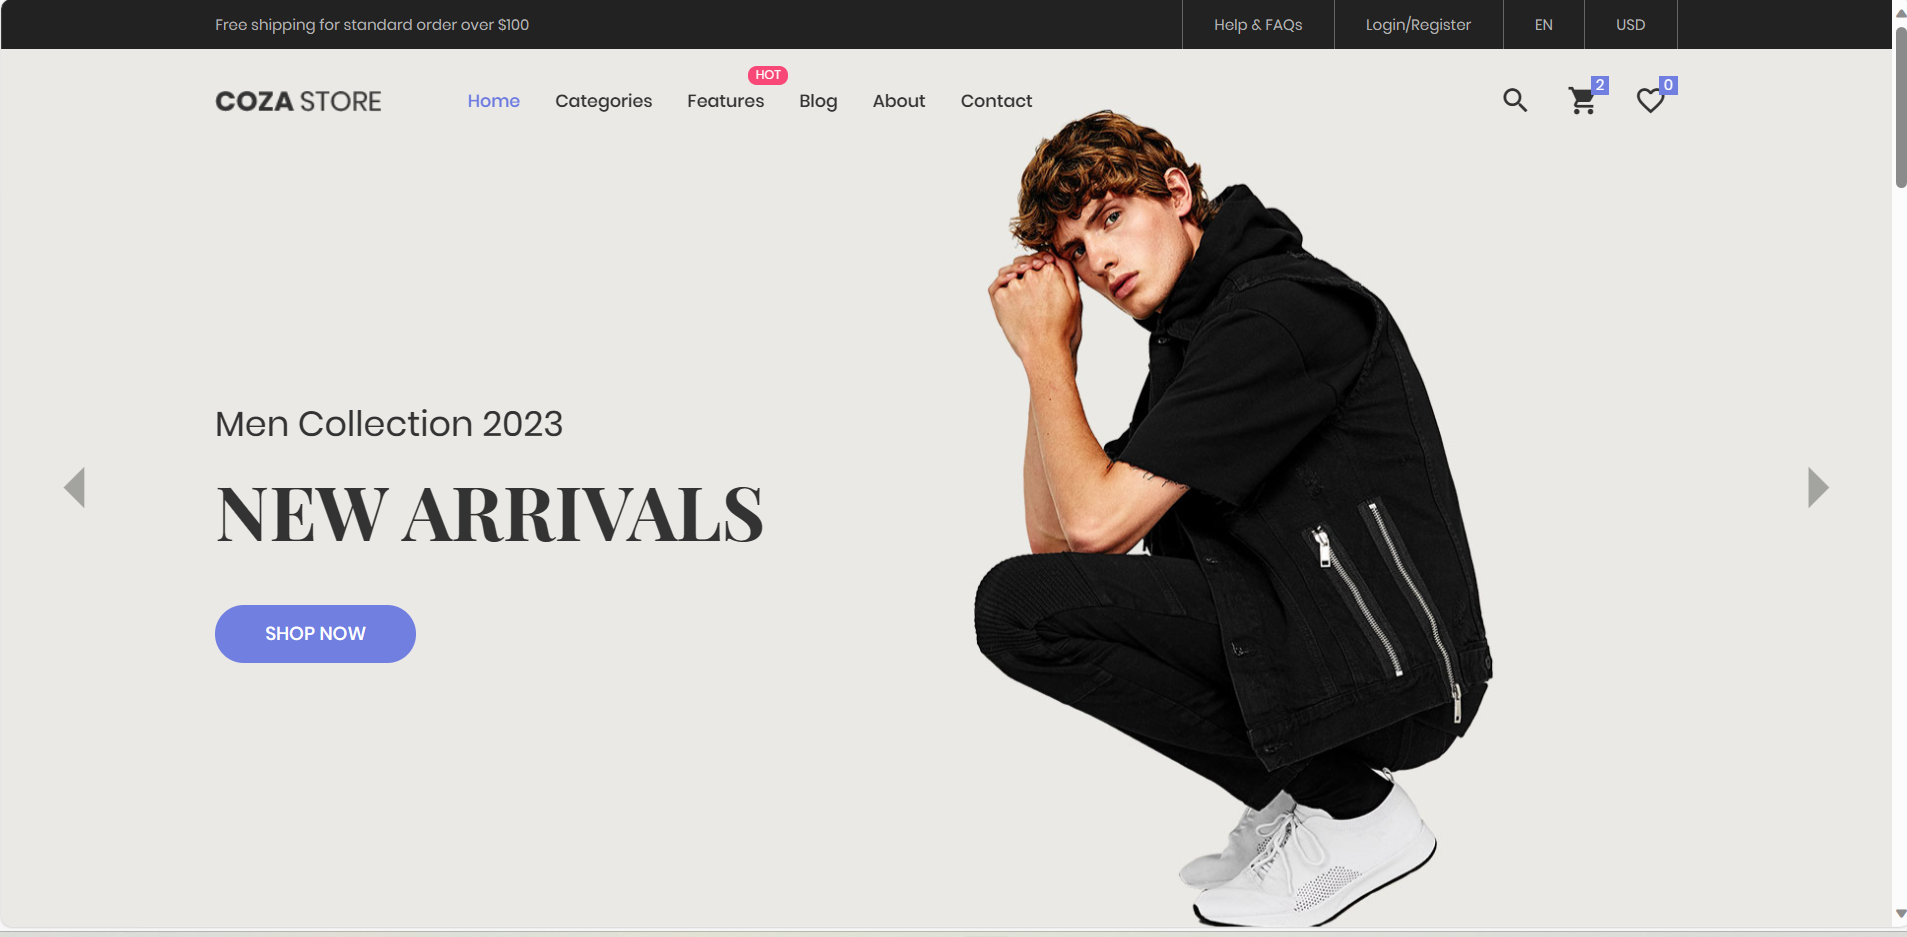 Free shipping for standard order over $100
Help & FAQs
Login/Register
EN
USD
COZA STORE
Home
Categories
Features
HOT
Blog
About
Contact
2
0
Men Collection 2023
NEW ARRIVALS
SHOP NOW